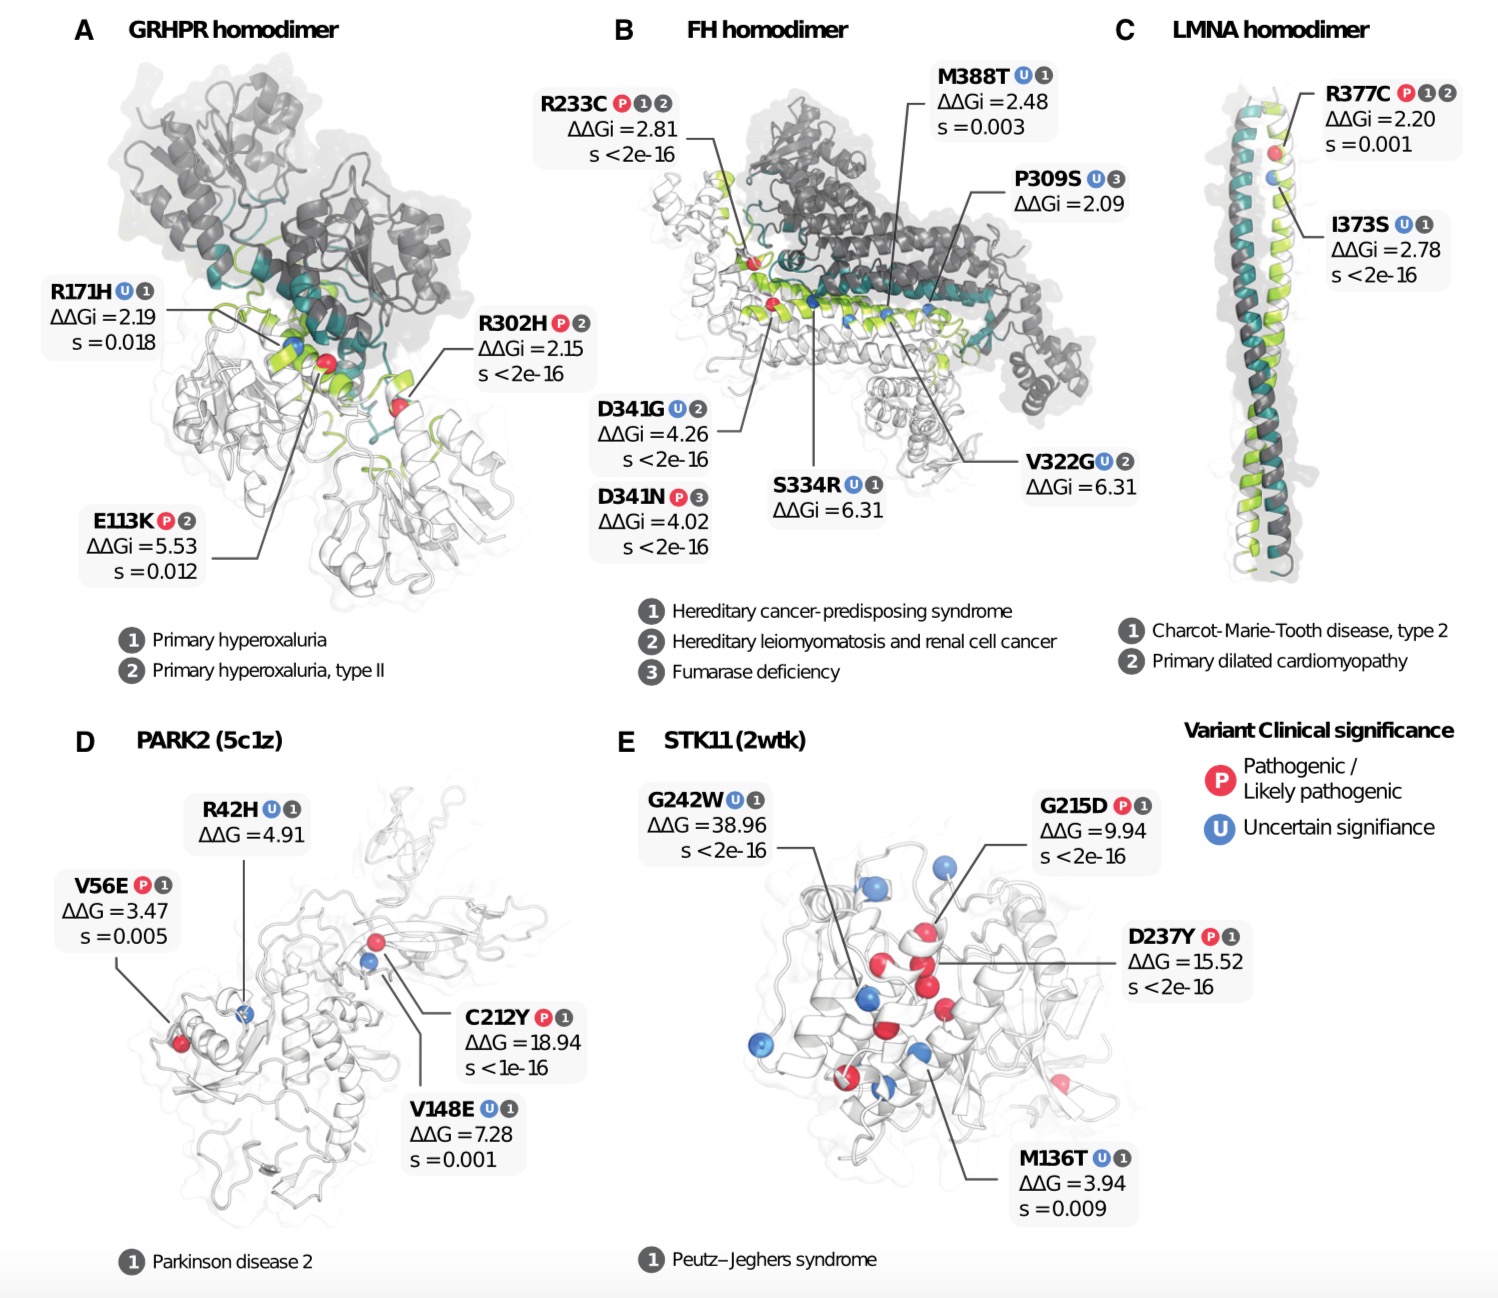 A GRHPR homodimer
R171H U 1
ΔΔGi = 2.19
s = 0.018
R302H P 2
ΔΔGi = 2.15
s < 2e-16
E113K P 2
ΔΔGi = 5.53
s = 0.012
1 Primary hyperoxaluria
2 Primary hyperoxaluria, type II
B FH homodimer
R233C P 1 2
ΔΔGi = 2.81
s < 2e-16
M388T U 1
ΔΔGi = 2.48
s = 0.003
P309S U 3
ΔΔGi = 2.09
D341G U 2
ΔΔGi = 4.26
s < 2e-16
D341N P 3
ΔΔGi = 4.02
s < 2e-16
S334R U 1
ΔΔGi = 6.31
V322G U 2
ΔΔGi = 6.31
1 Hereditary cancer-predisposing syndrome
2 Hereditary leiomyomatosis and renal cell cancer
3 Fumarase deficiency
C LMNA homodimer
R377C P 1 2
ΔΔGi = 2.20
s = 0.001
I373S U 1
ΔΔGi = 2.78
s < 2e-16
1 Charcot-Marie-Tooth disease, type 2
2 Primary dilated cardiomyopathy
D PARK2 (5c1z)
R42H U 1
ΔΔG = 4.91
V56E P 1
ΔΔG = 3.47
s = 0.005
C212Y P 1
ΔΔG = 18.94
s < 1e-16
V148E U 1
ΔΔG = 7.28
s = 0.001
1 Parkinson disease 2
E STK11 (2wtk)
G242W U 1
ΔΔG = 38.96
s < 2e-16
G215D P 1
ΔΔG = 9.94
s < 2e-16
D237Y P 1
ΔΔG = 15.52
s < 2e-16
M136T U 1
ΔΔG = 3.94
s = 0.009
1 Peutz–Jeghers syndrome
Variant Clinical significance
P Pathogenic /
Likely pathogenic
U Uncertain signifiance